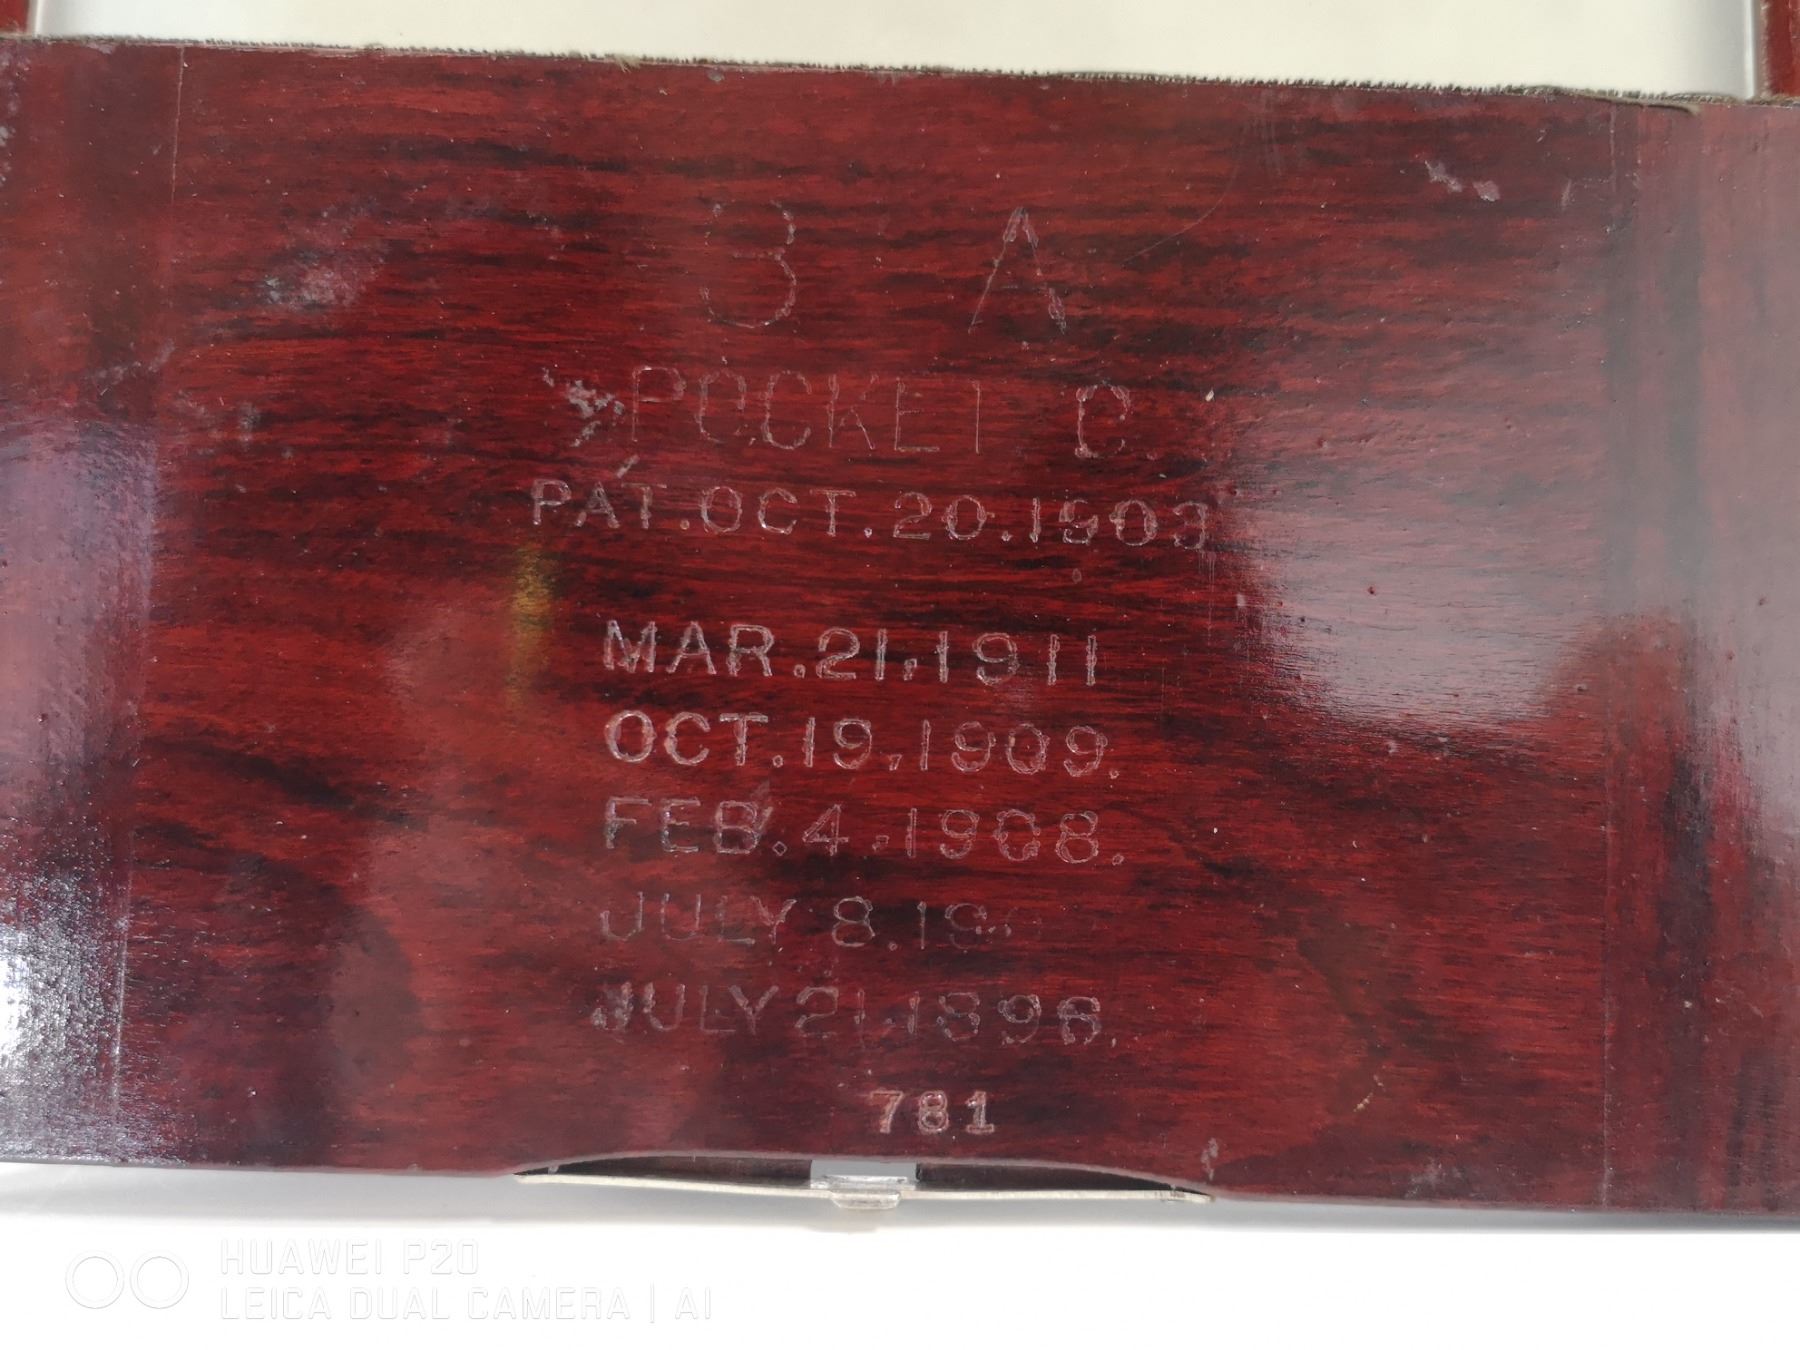 3 A
POCKET C.
PAT. OCT. 20. 1903
MAR. 21, 1911
OCT. 19, 1909.
FEB. 4, 1908.
JULY 8.
JULY 21, 1896.
781
HUAWEI P20
LEICA DUAL CAMERA | AI